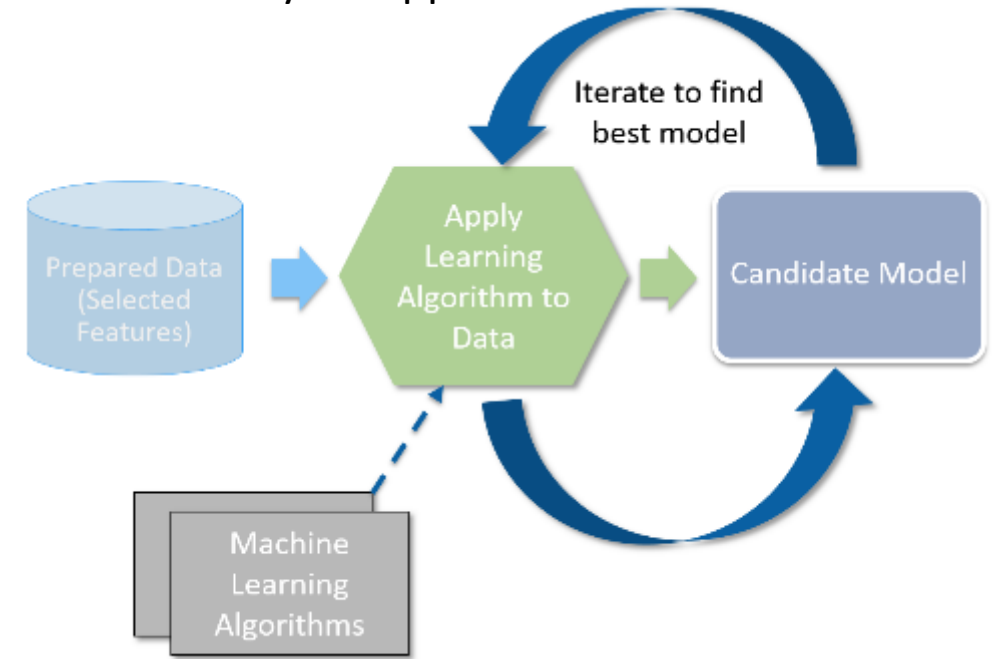 Iterate to find
best model
Prepared Data
(Selected
Features)
Apply
Learning
Algorithm to
Data
Candidate Model
Machine
Learning
Algorithms